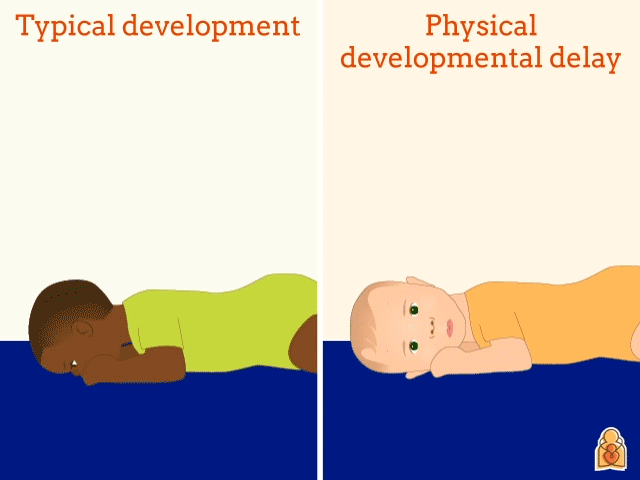 Typical development
Physical
developmental delay